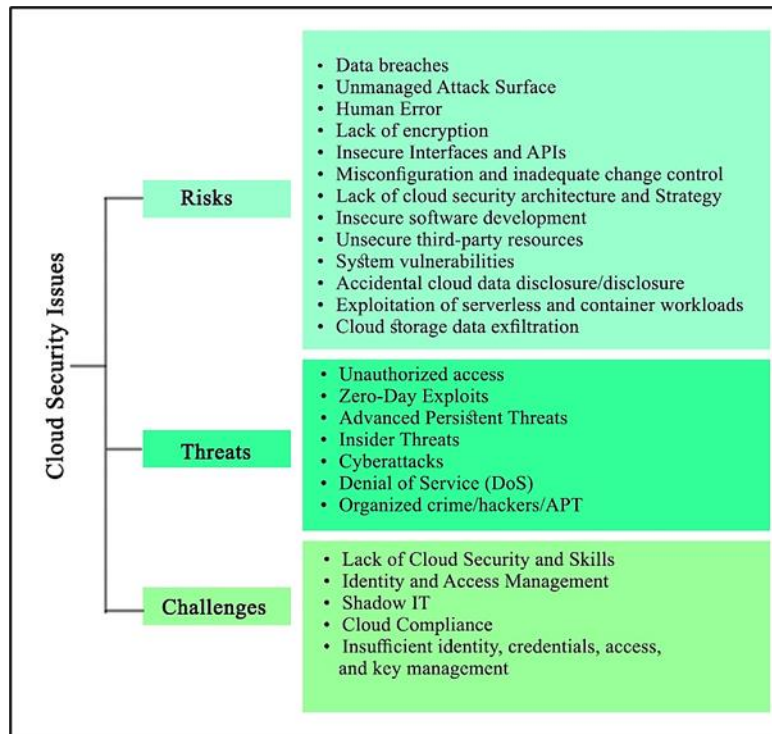 Cloud Security Issues
Risks
• Data breaches
• Unmanaged Attack Surface
• Human Error
• Lack of encryption
• Insecure Interfaces and APIs
• Misconfiguration and inadequate change control
• Lack of cloud security architecture and Strategy
• Insecure software development
• Unsecure third-party resources
• System vulnerabilities
• Accidental cloud data disclosure/disclosure
• Exploitation of serverless and container workloads
• Cloud storage data exfiltration
Threats
• Unauthorized access
• Zero-Day Exploits
• Advanced Persistent Threats
• Insider Threats
• Cyberattacks
• Denial of Service (DoS)
• Organized crime/hackers/APT
Challenges
• Lack of Cloud Security and Skills
• Identity and Access Management
• Shadow IT
• Cloud Compliance
• Insufficient identity, credentials, access,
and key management